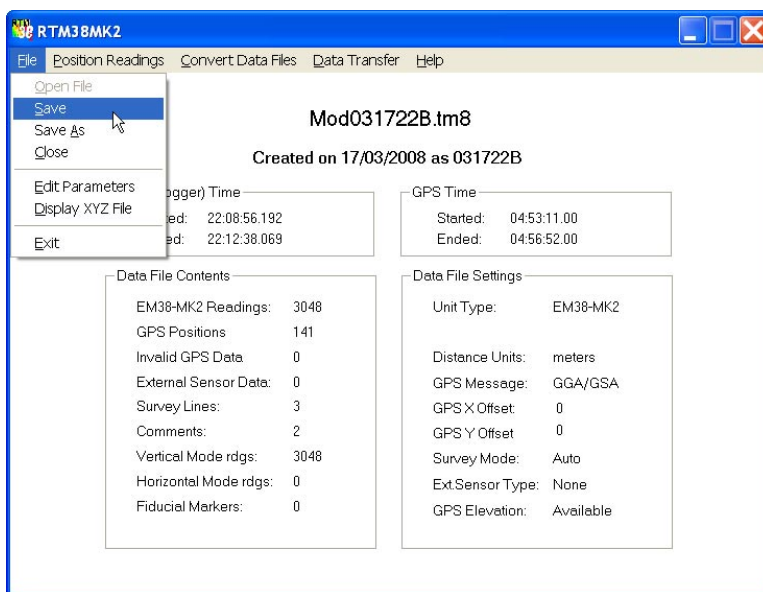 RTM38MK2
File Position Readings Convert Data Files Data Transfer Help
Open File
Save
Save As
Close
Edit Parameters
Display XYZ File
Exit
Mod031722B.tm8
Created on 17/03/2008 as 031722B
Time
22:08:56.192
22:12:38.069
GPS Time
Started: 04:53:11.00
Ended: 04:56:52.00
Data File Contents
EM38-MK2 Readings: 3048
GPS Positions 141
Invalid GPS Data 0
External Sensor Data: 0
Survey Lines: 3
Comments: 2
Vertical Mode rdgs: 3048
Horizontal Mode rdgs: 0
Fiducial Markers: 0
Data File Settings
Unit Type: EM38-MK2
Distance Units: meters
GPS Message: GGA/GSA
GPS X Offset: 0
GPS Y Offset 0
Survey Mode: Auto
Ext.Sensor Type: None
GPS Elevation: Available